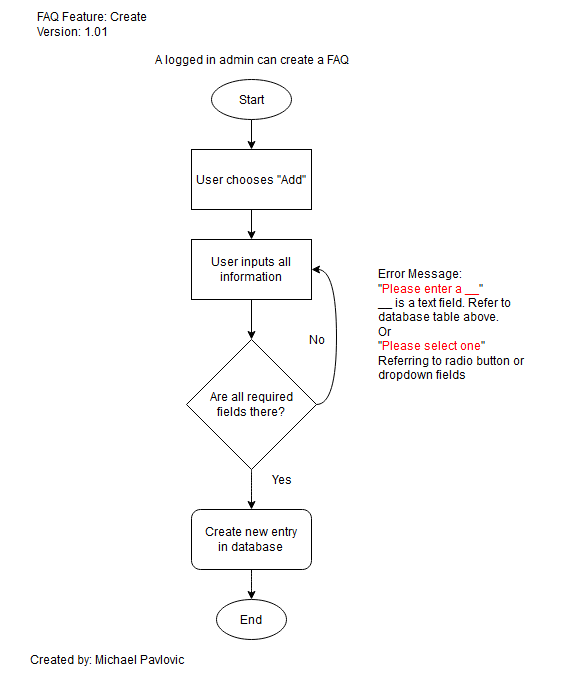 FAQ Feature: Create
Version: 1.01
A logged in admin can create a FAQ
Start
User chooses "Add"
User inputs all
information
Error Message:
"Please enter a __"
__ is a text field. Refer to
database table above.
Or
"Please select one"
Referring to radio button or
dropdown fields
No
Are all required
fields there?
Yes
Create new entry
in database
End
Created by: Michael Pavlovic